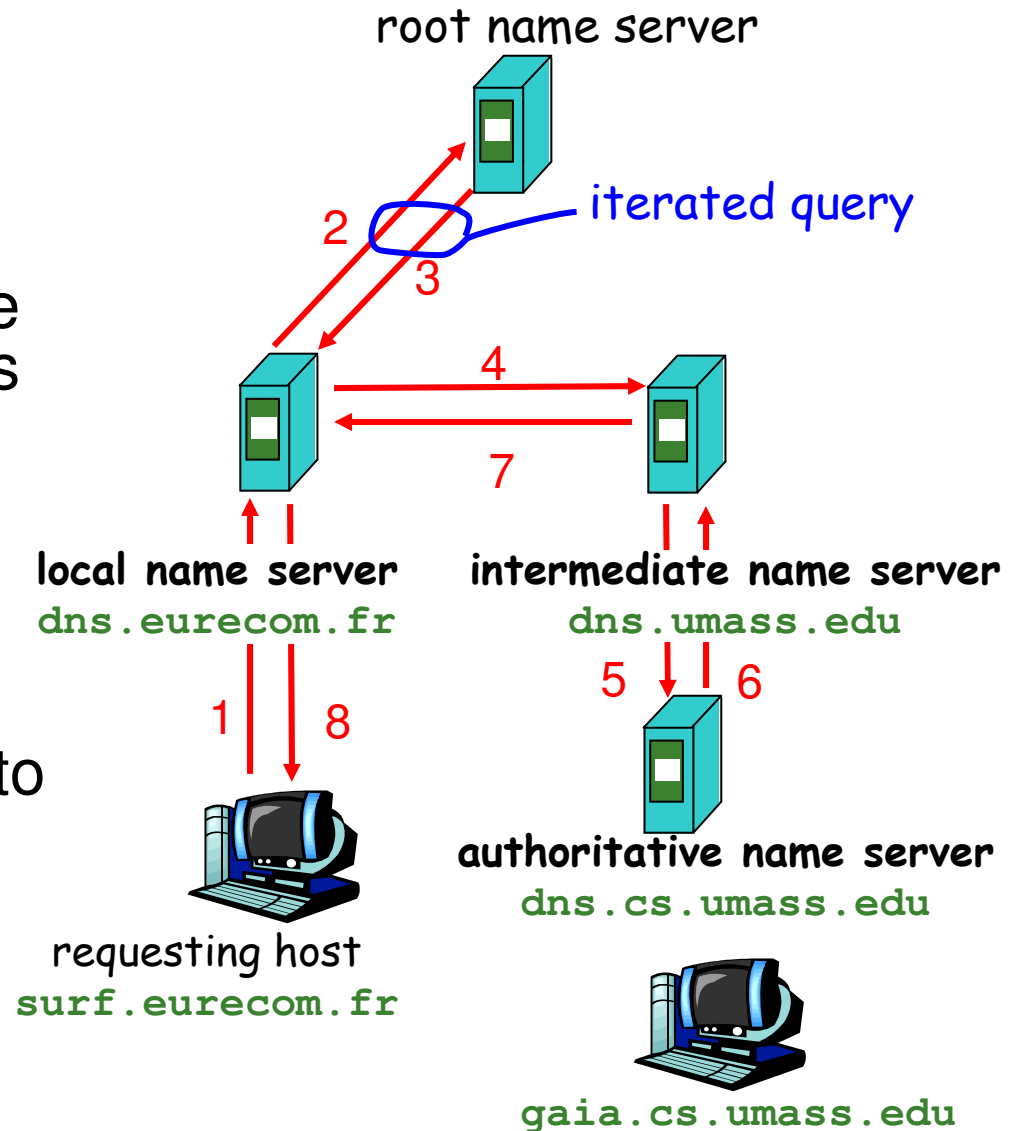 root name server
iterated query
2
3
e
s
4
7
local name server
dns.eurecom.fr
intermediate name server
dns.umass.edu
5
6
1
8
to
authoritative name server
dns.cs.umass.edu
requesting host
surf.eurecom.fr
gaia.cs.umass.edu